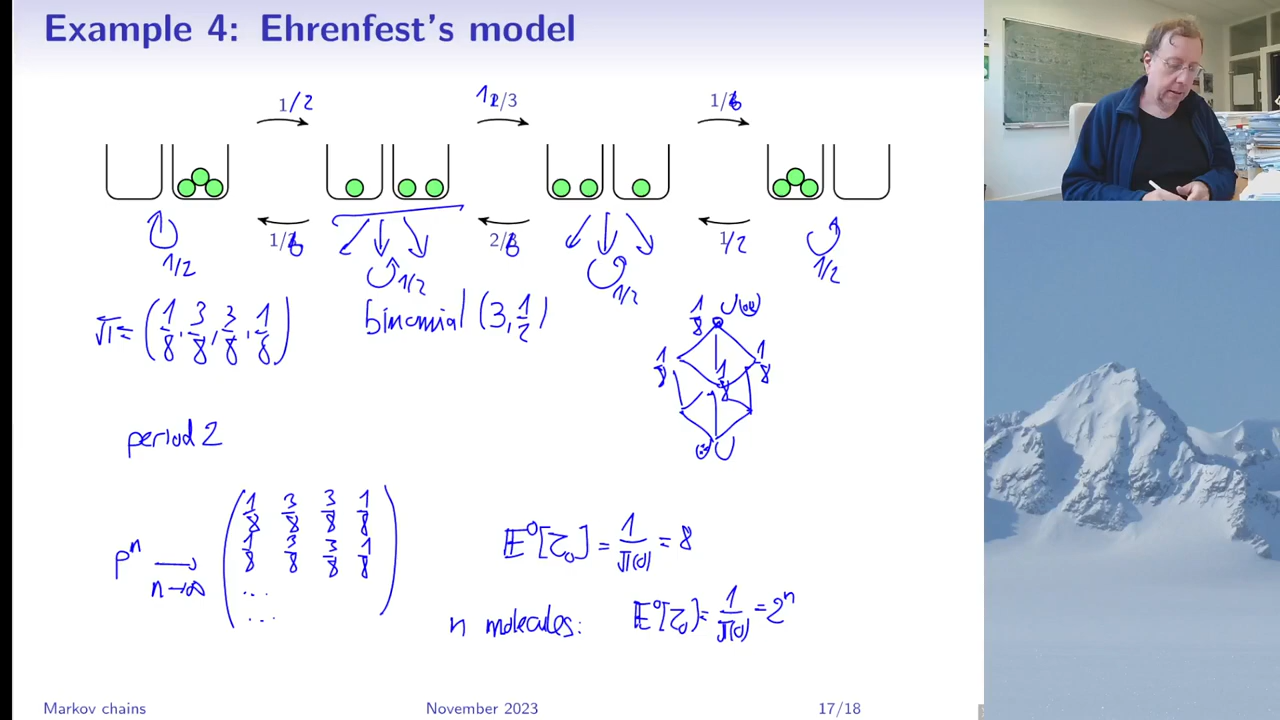 Example 4: Ehrenfest's model
1/2 1/3 1/6
1/6 2/6 1/2
1/2 1/2 1/2 1/2
π = (1/8, 3/8, 3/8, 1/8) binomial (3, 1/2)
1/8
1/8 1/8 1/8
period 2
P^n → n→∞ (1/8 3/8 3/8 1/8
1/8 3/8 3/8 1/8
...
...)
𝔼⁰[τ₀] = 1/π(0) = 8
n molecules: 𝔼⁰[τ₀] = 1/π(0) = 2^n
Markov chains November 2023 17/18